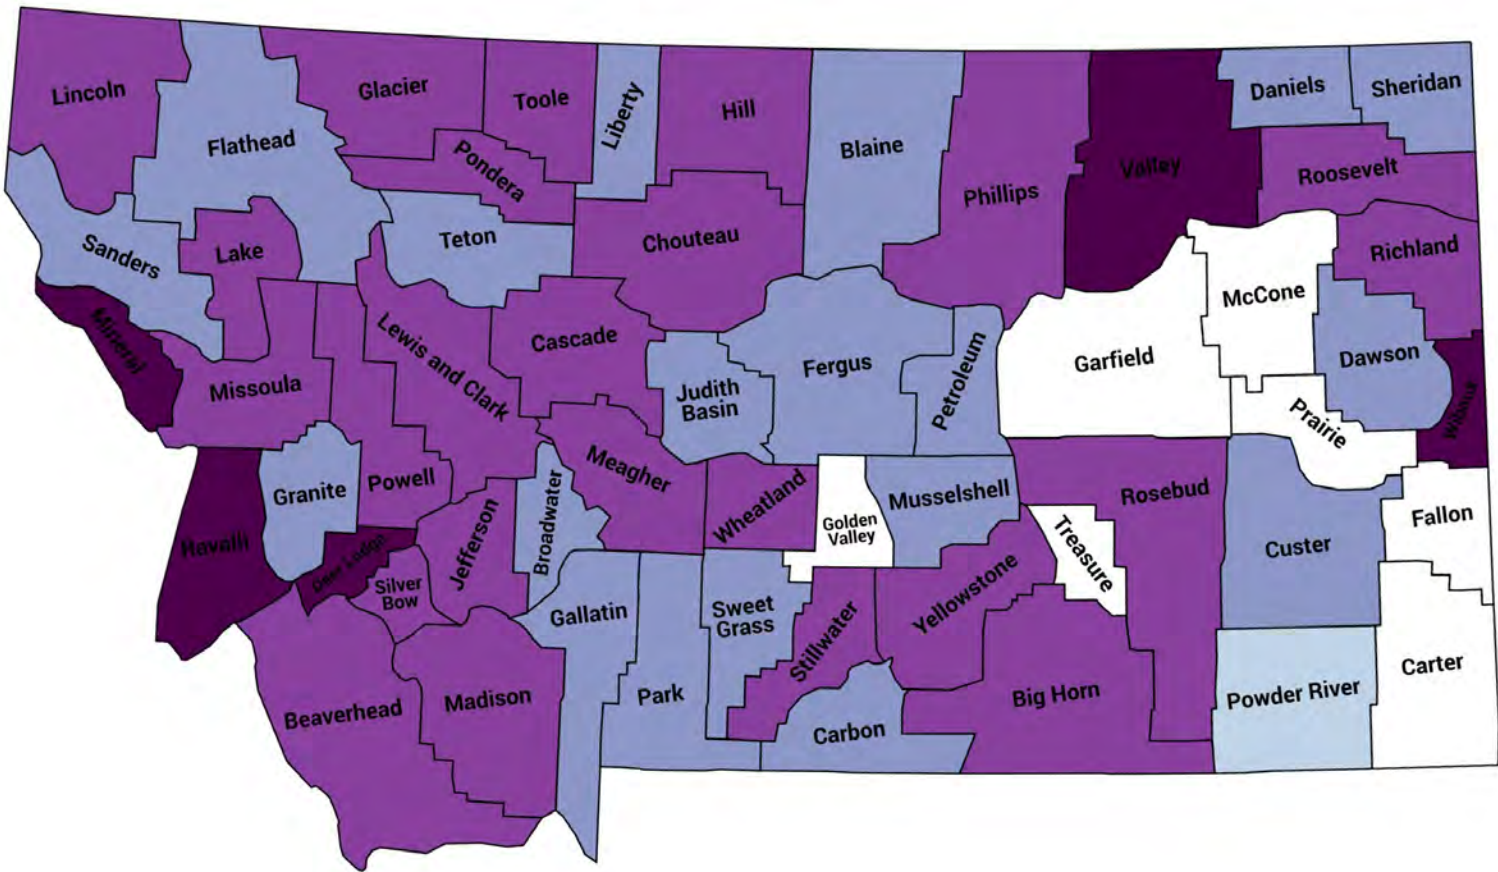 Lincoln
Flathead
Glacier
Toole
Liberty
Hill
Blaine
Phillips
Valley
Daniels
Sheridan
Roosevelt
Pondera
Sanders
Lake
Teton
Chouteau
Richland
McCone
Garfield
Dawson
Wibaux
Mineral
Missoula
Lewis and Clark
Cascade
Judith
Basin
Fergus
Petroleum
Prairie
Granite
Powell
Meagher
Wheatland
Golden
Valley
Musselshell
Rosebud
Treasure
Custer
Fallon
Ravalli
Deer Lodge
Silver
Bow
Jefferson
Broadwater
Gallatin
Sweet
Grass
Stillwater
Yellowstone
Beaverhead
Madison
Park
Carbon
Big Horn
Powder River
Carter